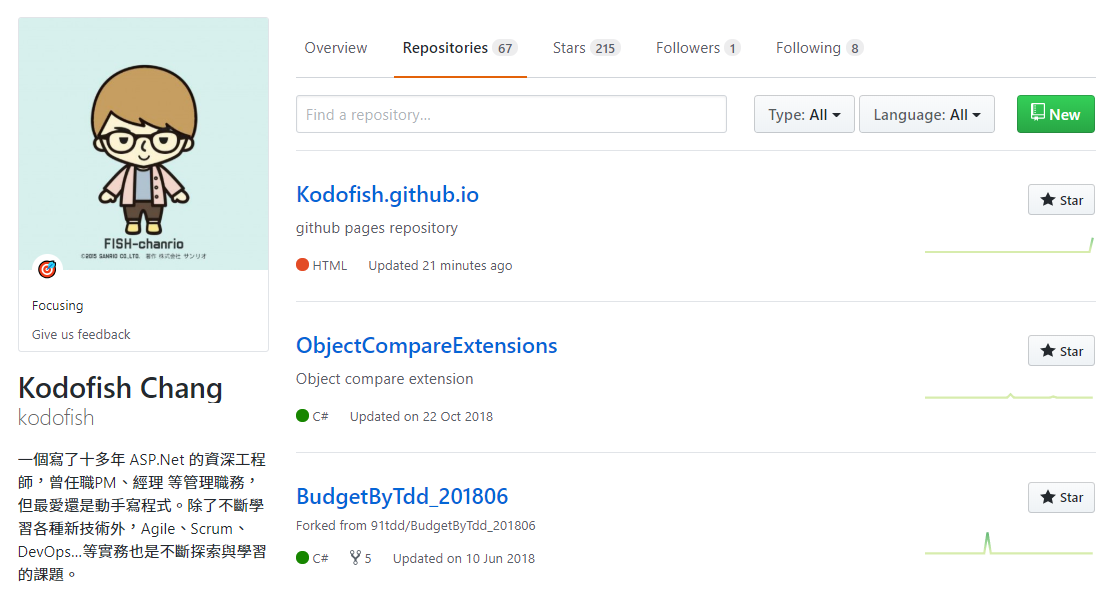 Overview Repositories 67 Stars 215 Followers 1 Following 8
Find a repository... Type: All Language: All New
FISH-chanrio
©2015 SANRIO CO.,LTD. 著作 株式会社 サンリオ
Focusing
Give us feedback
Kodofish Chang
kodofish
一個寫了十多年 ASP.Net 的資深工程
師，曾任職PM、經理 等管理職務，
但最愛還是動手寫程式。除了不斷學
習各種新技術外，Agile、Scrum、
DevOps...等實務也是不斷探索與學習
的課題。
Kodofish.github.io Star
github pages repository
HTML Updated 21 minutes ago
ObjectCompareExtensions Star
Object compare extension
C# Updated on 22 Oct 2018
BudgetByTdd_201806 Star
Forked from 91tdd/BudgetByTdd_201806
C# 5 Updated on 10 Jun 2018